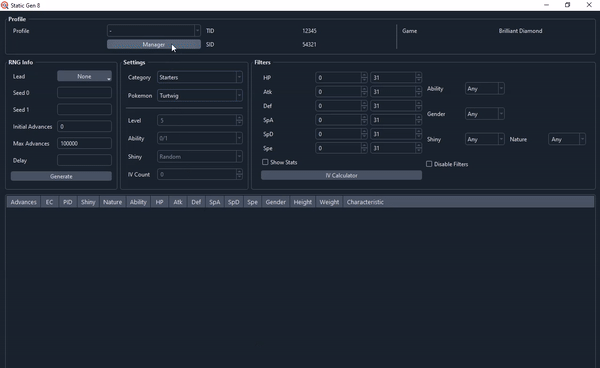 Static Gen 8
Profile
Profile - TID 12345 Game Brilliant Diamond
Manager SID 54321
RNG Info Settings Filters
Lead None Category Starters HP 0 31 Ability Any
Seed 0 Pokemon Turtwig Atk 0 31
Seed 1 Def 0 31 Gender Any
Initial Advances 0 Level 5 SpA 0 31
Max Advances 100000 Ability 0/1 SpD 0 31 Shiny Any Nature Any
Delay Shiny Random Spe 0 31
Generate IV Count 0 Show Stats Disable Filters
IV Calculator
Advances EC PID Shiny Nature Ability HP Atk Def SpA SpD Spe Gender Height Weight Characteristic